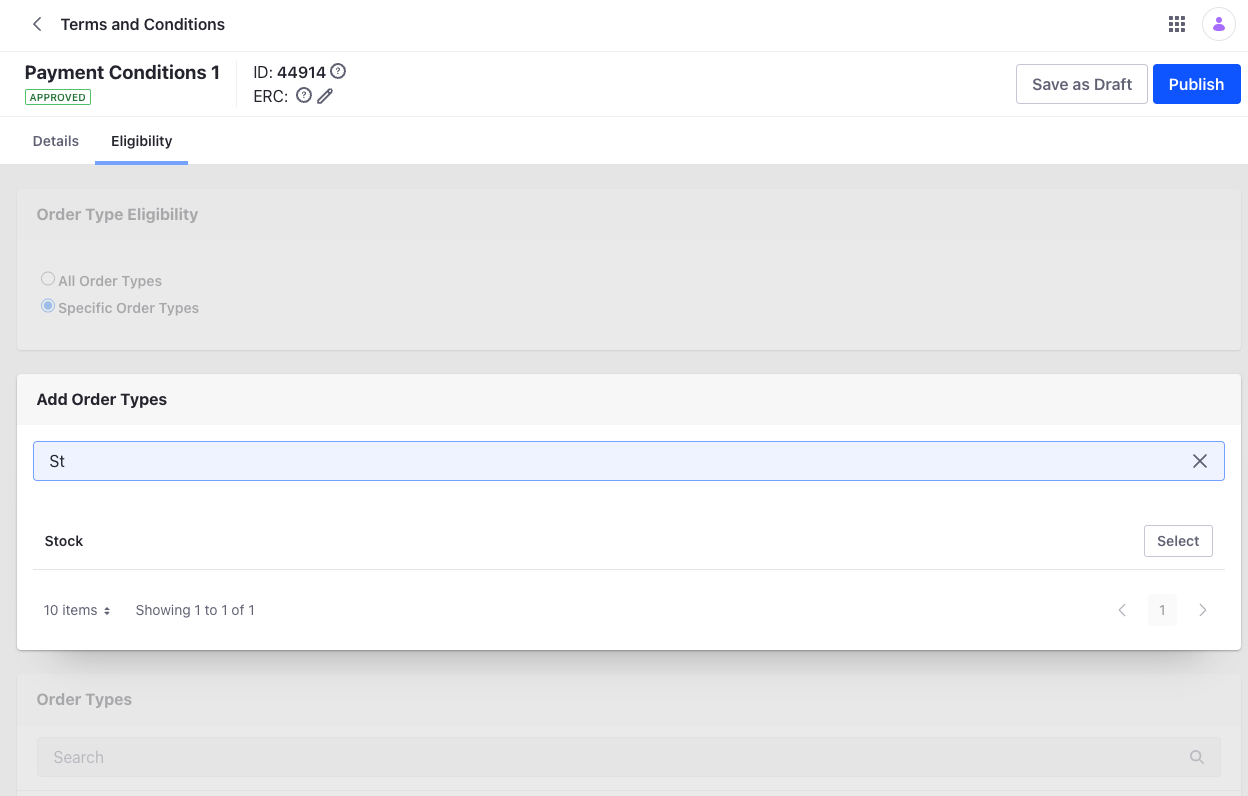 Terms and Conditions
Payment Conditions 1
APPROVED
ID: 44914
ERC:
Save as Draft
Publish
Details
Eligibility
Order Type Eligibility
All Order Types
Specific Order Types
Add Order Types
St
Stock
Select
10 items
Showing 1 to 1 of 1
1
Order Types
Search